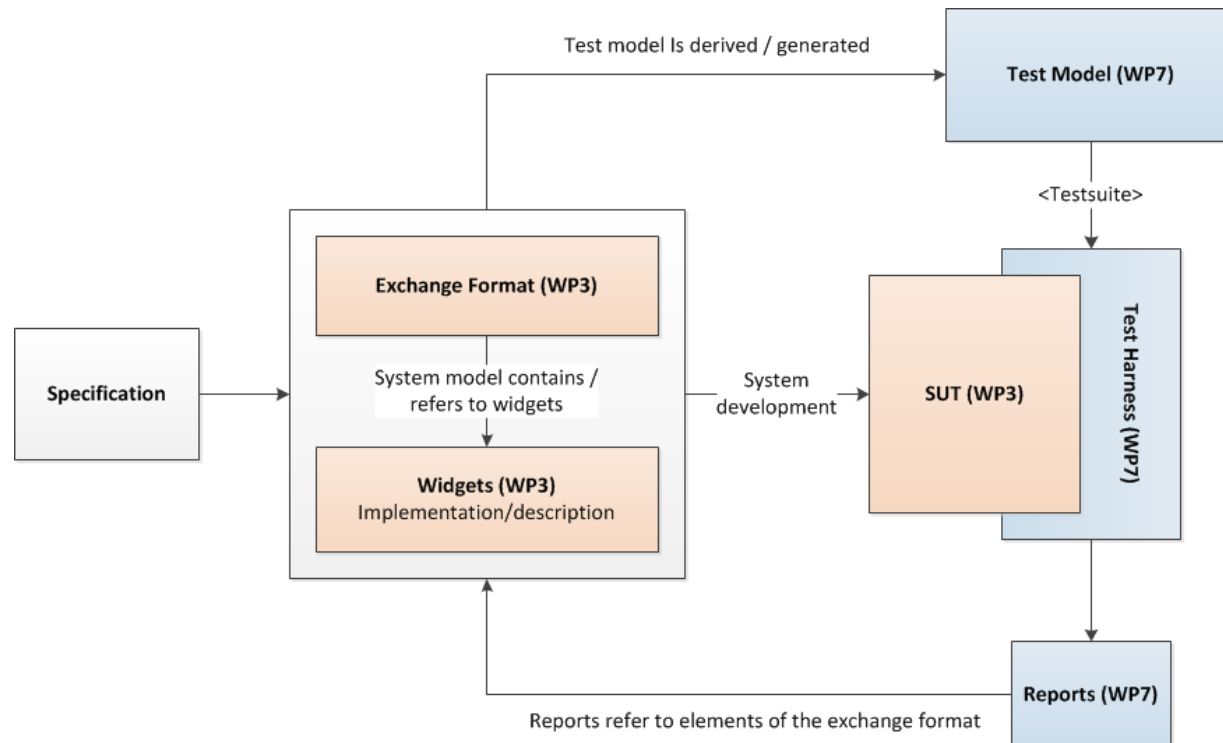 Test model Is derived / generated
Test Model (WP7)
<Testsuite>
Exchange Format (WP3)
Specification
System model contains /
refers to widgets
System
development
SUT (WP3)
Test Harness (WP7)
Widgets (WP3)
Implementation/description
Reports (WP7)
Reports refer to elements of the exchange format